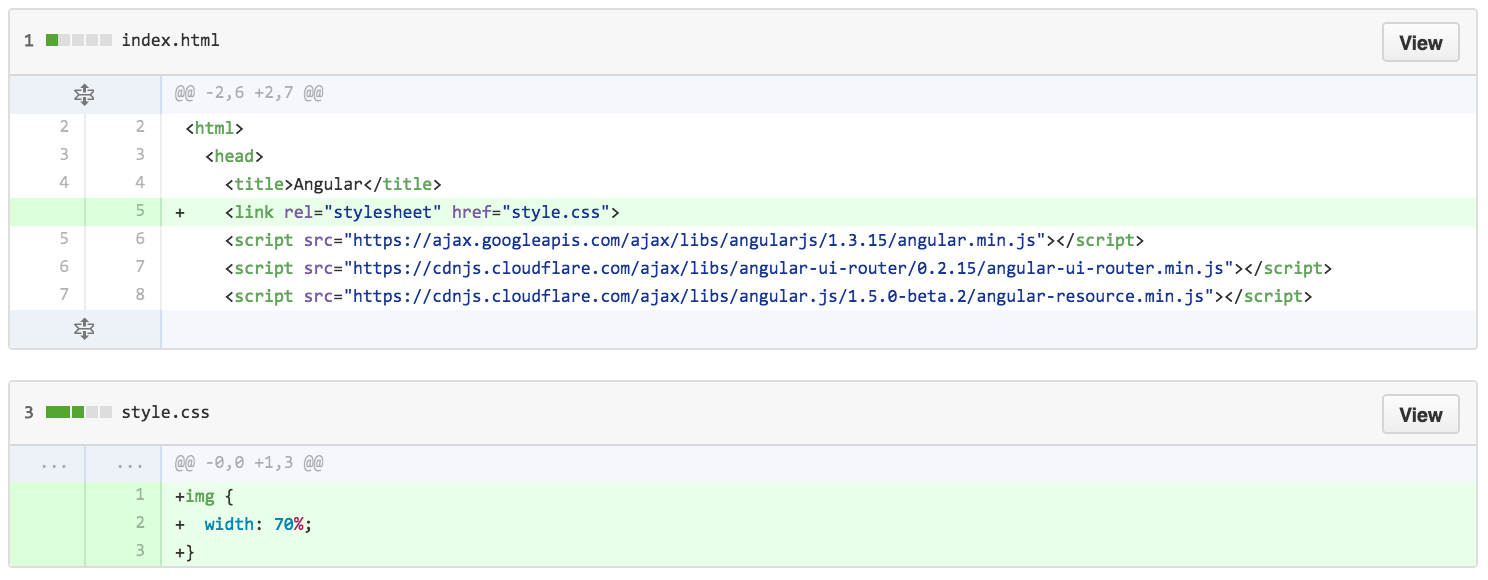 1 index.html View
@@ -2,6 +2,7 @@
2 2 <html>
3 3 <head>
4 4 <title>Angular</title>
5 + <link rel="stylesheet" href="style.css">
5 6 <script src="https://ajax.googleapis.com/ajax/libs/angularjs/1.3.15/angular.min.js"></script>
6 7 <script src="https://cdnjs.cloudflare.com/ajax/libs/angular-ui-router/0.2.15/angular-ui-router.min.js"></script>
7 8 <script src="https://cdnjs.cloudflare.com/ajax/libs/angular.js/1.5.0-beta.2/angular-resource.min.js"></script>
3 style.css View
... ... @@ -0,0 +1,3 @@
1 +img {
2 + width: 70%;
3 +}